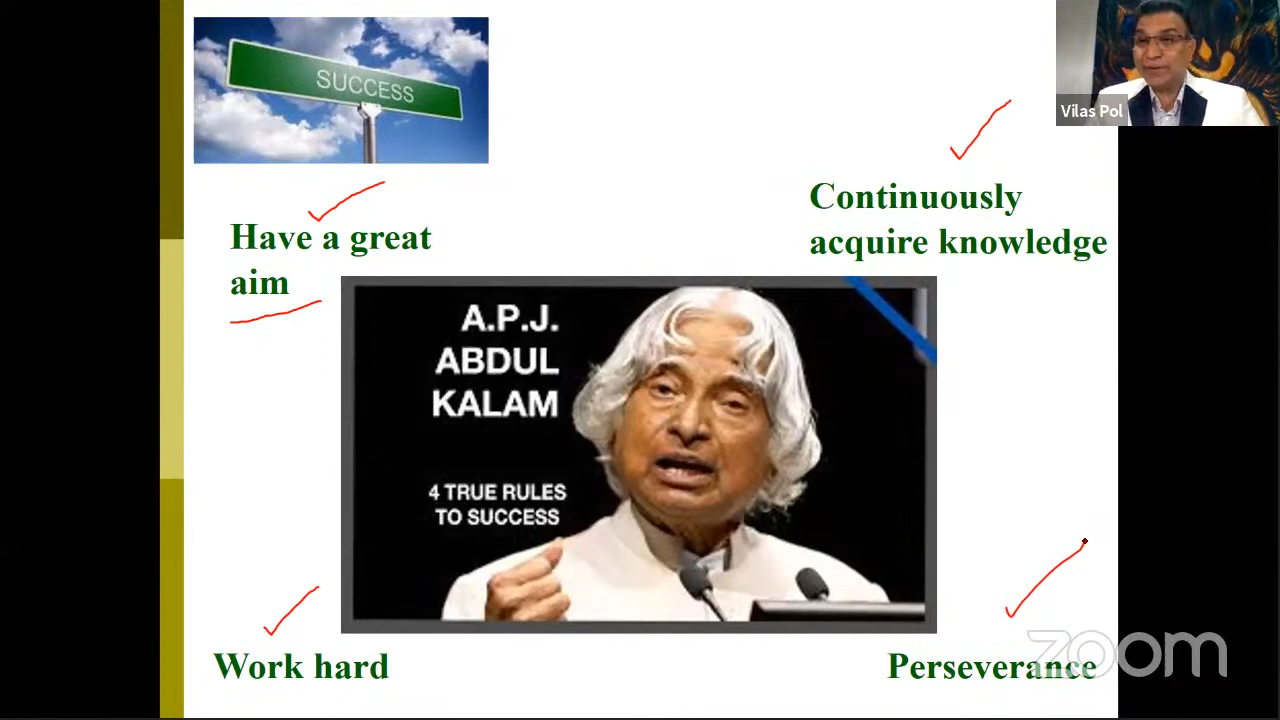 SUCCESS
Vilas Pol
Have a great
aim
Continuously
acquire knowledge
A.P.J.
ABDUL
KALAM
4 TRUE RULES
TO SUCCESS
Work hard
Perseverance
zoom